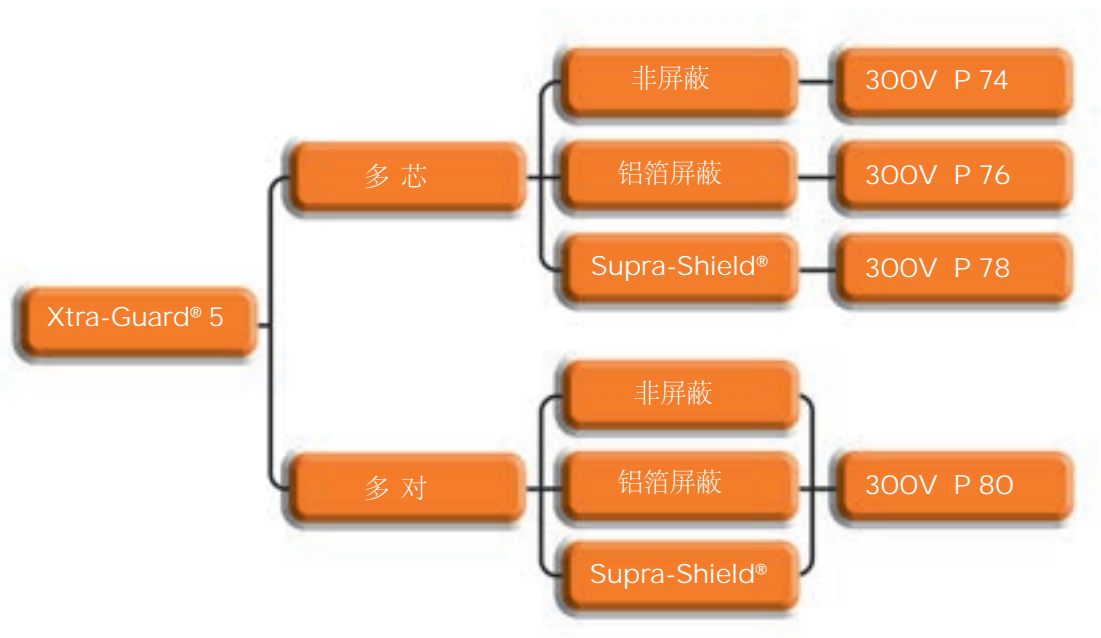 Xtra-Guard® 5
多 芯
非屏蔽
300V P 74
铝箔屏蔽
300V P 76
Supra-Shield®
300V P 78
多 对
非屏蔽
铝箔屏蔽
Supra-Shield®
300V P 80